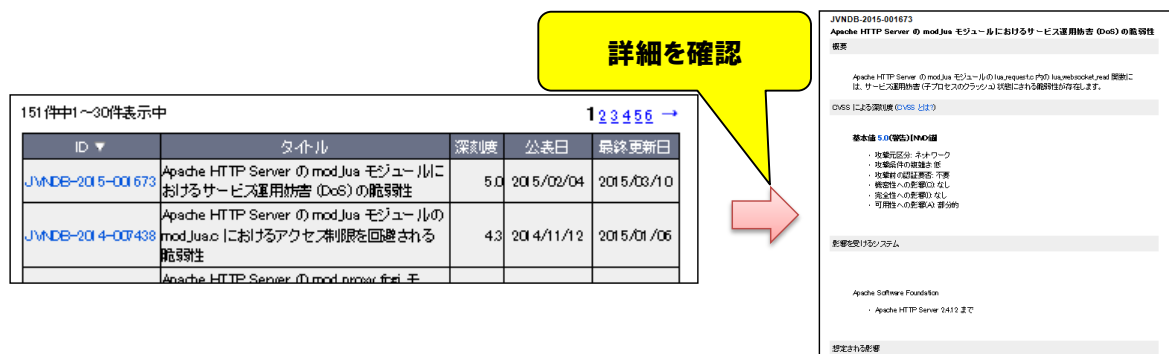 詳細を確認
151件中1～30件表示中
1 2 3 4 5 6 →
ID ▼ タイトル 深刻度 公表日 最終更新日
JVNDB-2015-001673 Apache HTTP Server の mod_lua モジュールに
おけるサービス運用妨害 (DoS) の脆弱性 5.0 2015/02/04 2015/03/10
JVNDB-2014-007438 Apache HTTP Server の mod_lua モジュールの
mod_lua.c におけるアクセス制限を回避される
脆弱性 4.3 2014/11/12 2015/01/06
Apache HTTP Server の mod_proxy_fcgi モ
JVNDB-2015-001673
Apache HTTP Server の mod_lua モジュールにおけるサービス運用妨害 (DoS) の脆弱性
概要
Apache HTTP Server の mod_lua モジュールの lua_request.c 内の lua_websocket_read 関数に
は、サービス運用妨害 (子プロセスのクラッシュ) 状態にされる脆弱性が存在します。
CVSS による深刻度 (CVSS とは?)
基本値 5.0 (警告) [NVD値]
・ 攻撃元区分: ネットワーク
・ 攻撃条件の複雑さ: 低
・ 攻撃前の認証要否: 不要
・ 機密性への影響(C): なし
・ 完全性への影響(I): なし
・ 可用性への影響(A): 部分的
影響を受けるシステム
Apache Software Foundation
・ Apache HTTP Server 2.4.12 まで
想定される影響